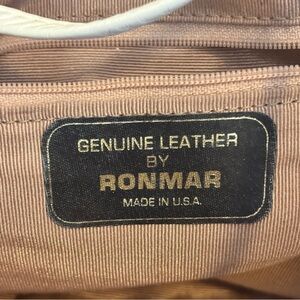 GENUINE LEATHER
BY
RONMAR
MADE IN U.S.A.